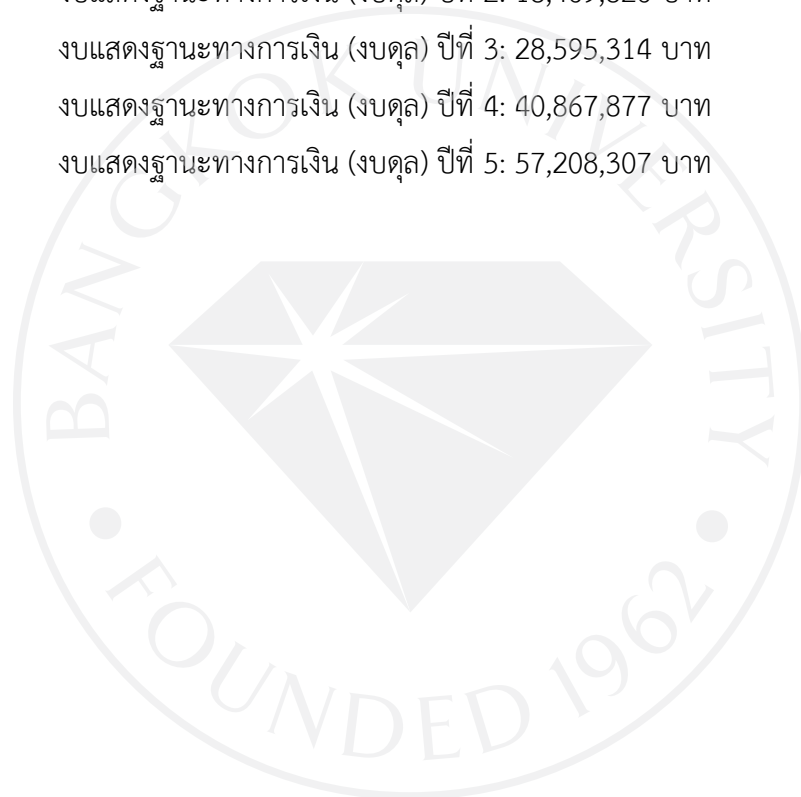 งบแสดงฐานะทางการเงิน (งบดุล) ปีที่ 3: 28,595,314 บาท
งบแสดงฐานะทางการเงิน (งบดุล) ปีที่ 4: 40,867,877 บาท
งบแสดงฐานะทางการเงิน (งบดุล) ปีที่ 5: 57,208,307 บาท
BANGKOK UNIVERSITY
FOUNDED 1962